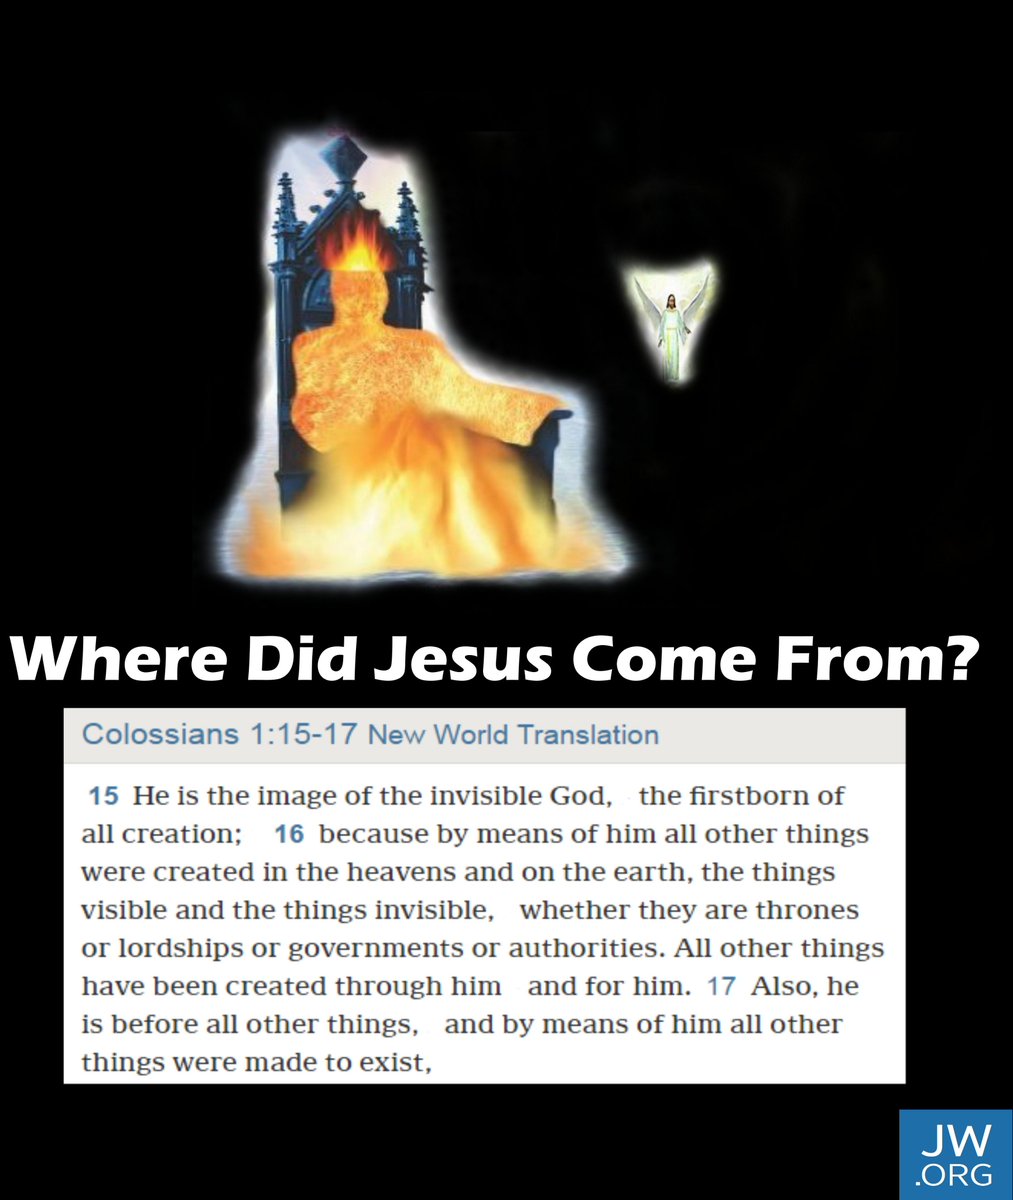 Where Did Jesus Come From?
Colossians 1:15-17 New World Translation
15 He is the image of the invisible God, the firstborn of
all creation; 16 because by means of him all other things
were created in the heavens and on the earth, the things
visible and the things invisible, whether they are thrones
or lordships or governments or authorities. All other things
have been created through him and for him. 17 Also, he
is before all other things, and by means of him all other
things were made to exist,
JW
.ORG